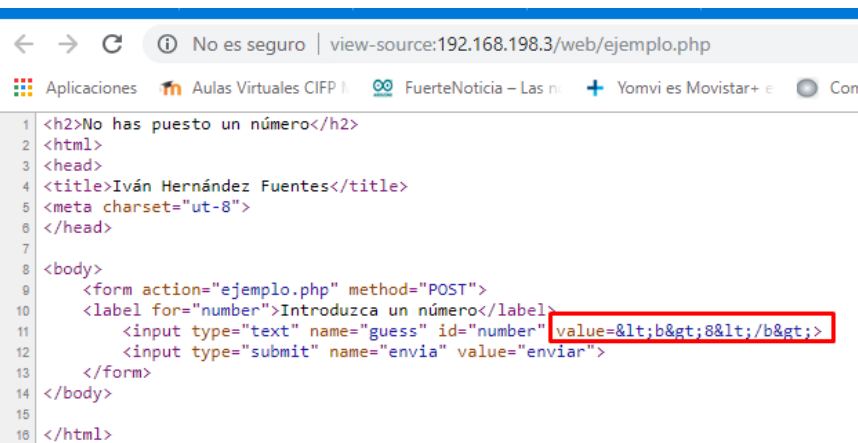 No es seguro | view-source:192.168.198.3/web/ejemplo.php
Aplicaciones Aulas Virtuales CIFP FuerteNoticia – Las Yomvi es Movistar+
1 <h2>No has puesto un número</h2>
2 <html>
3 <head>
4 <title>Iván Hernández Fuentes</title>
5 <meta charset="ut-8">
6 </head>
7
8 <body>
9 <form action="ejemplo.php" method="POST">
10 <label for="number">Introduzca un número</label>
11 <input type="text" name="guess" id="number" value=&lt;b&gt;8&lt;/b&gt;>
12 <input type="submit" name="envia" value="enviar">
13 </form>
14 </body>
15
16 </html>